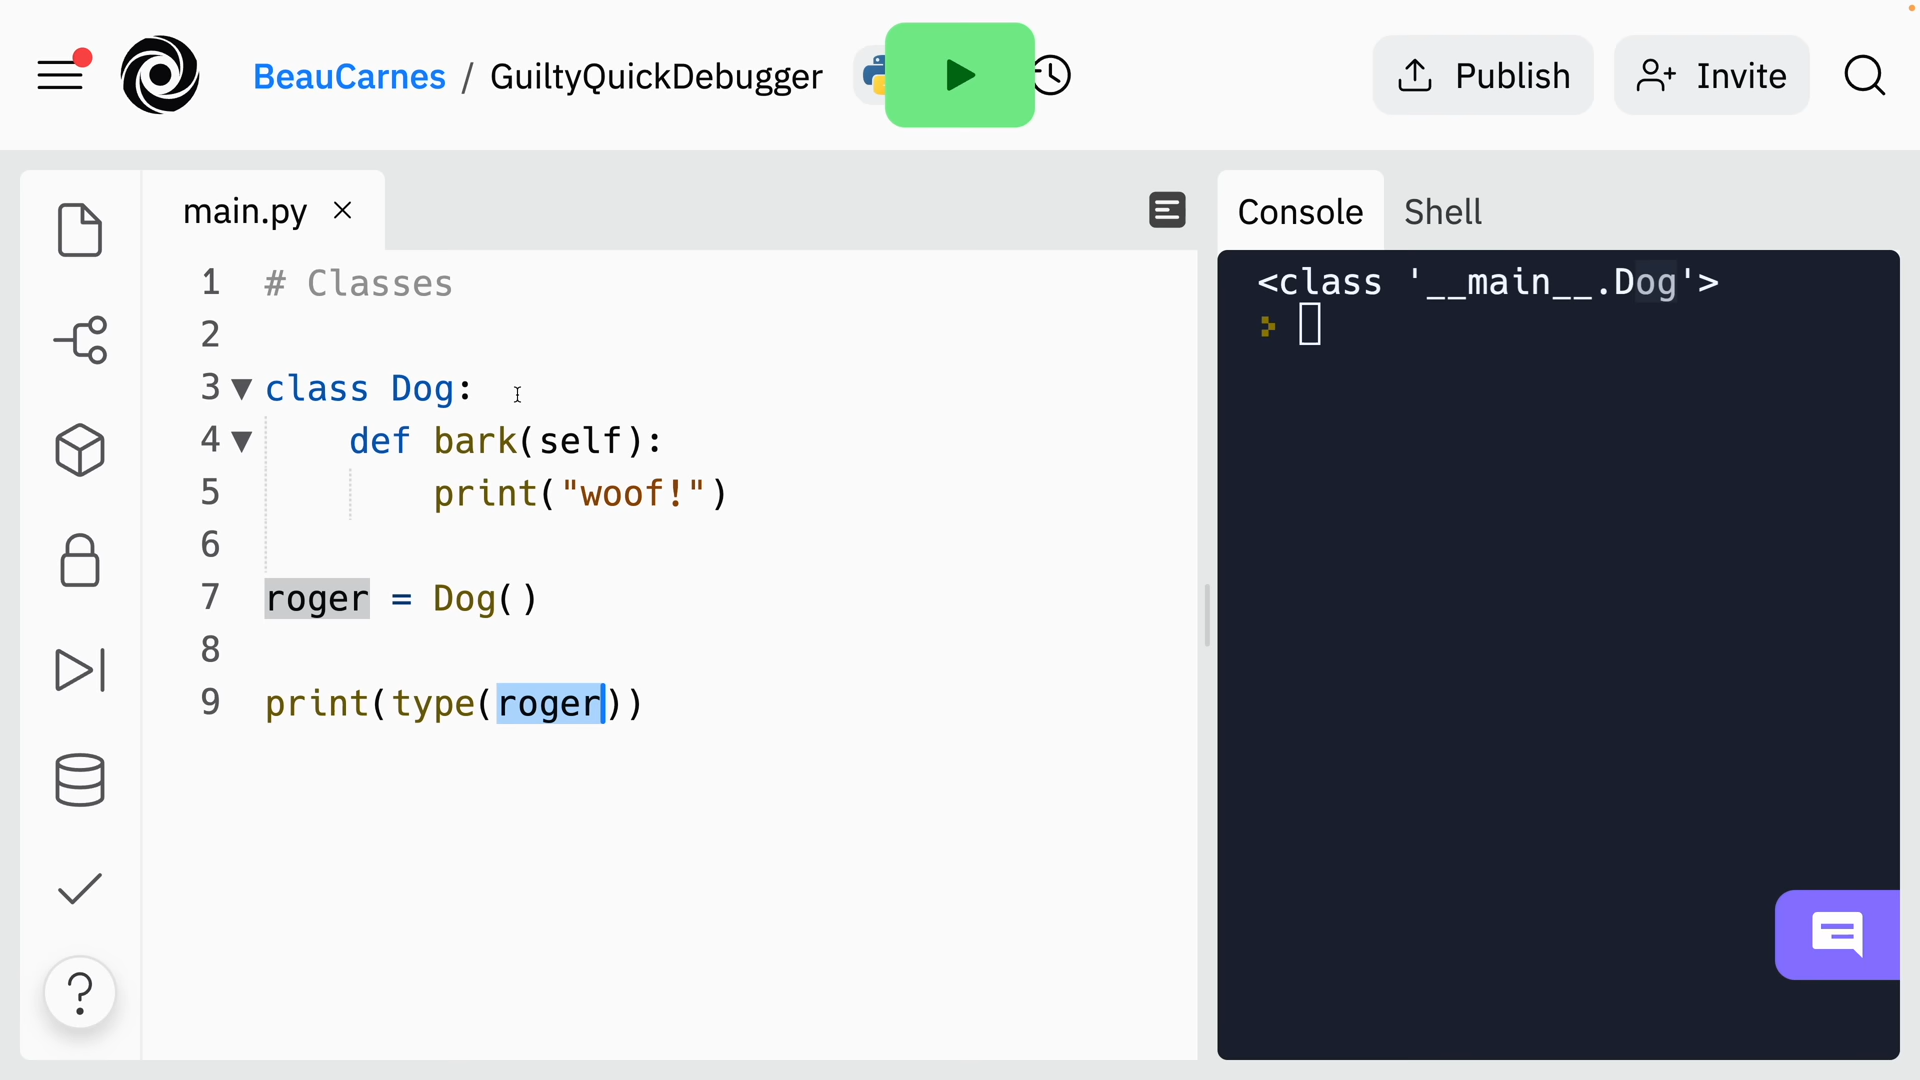 BeauCarnes / GuiltyQuickDebugger
Publish
Invite
main.py
Console
Shell
1 # Classes
2
3 class Dog:
4     def bark(self):
5         print("woof!")
6
7 roger = Dog()
8
9 print(type(roger))
<class '__main__.Dog'>
?